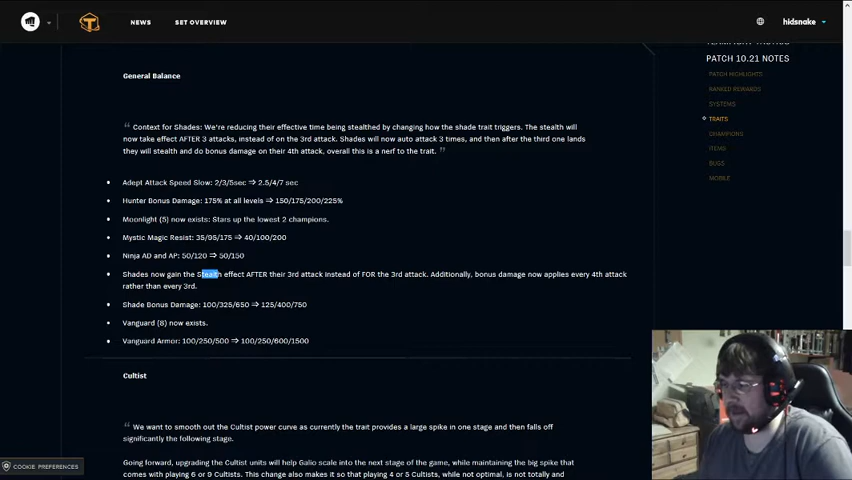 NEWS
SET OVERVIEW
hidsnake
General Balance
“ Context for Shades: We're reducing their effective time being stealthed by changing how the shade trait triggers. The stealth will
now take effect AFTER 3 attacks, instead of on the 3rd attack. Shades will now auto attack 3 times, and then after the third one lands
they will stealth and do bonus damage on their 4th attack, overall this is a nerf to the trait. ”
• Adept Attack Speed Slow: 2/3/5sec ⇒ 2.5/4/7 sec
• Hunter Bonus Damage: 175% at all levels ⇒ 150/175/200/225%
• Moonlight (5) now exists: Stars up the lowest 2 champions.
• Mystic Magic Resist: 35/95/175 ⇒ 40/100/200
• Ninja AD and AP: 50/120 ⇒ 50/150
• Shades now gain the Stealth effect AFTER their 3rd attack instead of FOR the 3rd attack. Additionally, bonus damage now applies every 4th attack
rather than every 3rd.
• Shade Bonus Damage: 100/325/650 ⇒ 125/400/750
• Vanguard (8) now exists.
• Vanguard Armor: 100/250/500 ⇒ 100/250/600/1500
Cultist
“ We want to smooth out the Cultist power curve as currently the trait provides a large spike in one stage and then falls off
significantly the following stage.
Going forward, upgrading the Cultist units will help Galio scale into the next stage of the game, while maintaining the big spike that
comes with playing 6 or 9 Cultists. This change also makes it so that playing 4 or 5 Cultists, while not optimal, is not totally and
PATCH 10.21 NOTES
PATCH HIGHLIGHTS
RANKED REWARDS
SYSTEMS
TRAITS
CHAMPIONS
ITEMS
BUGS
MOBILE
COOKIE PREFERENCES